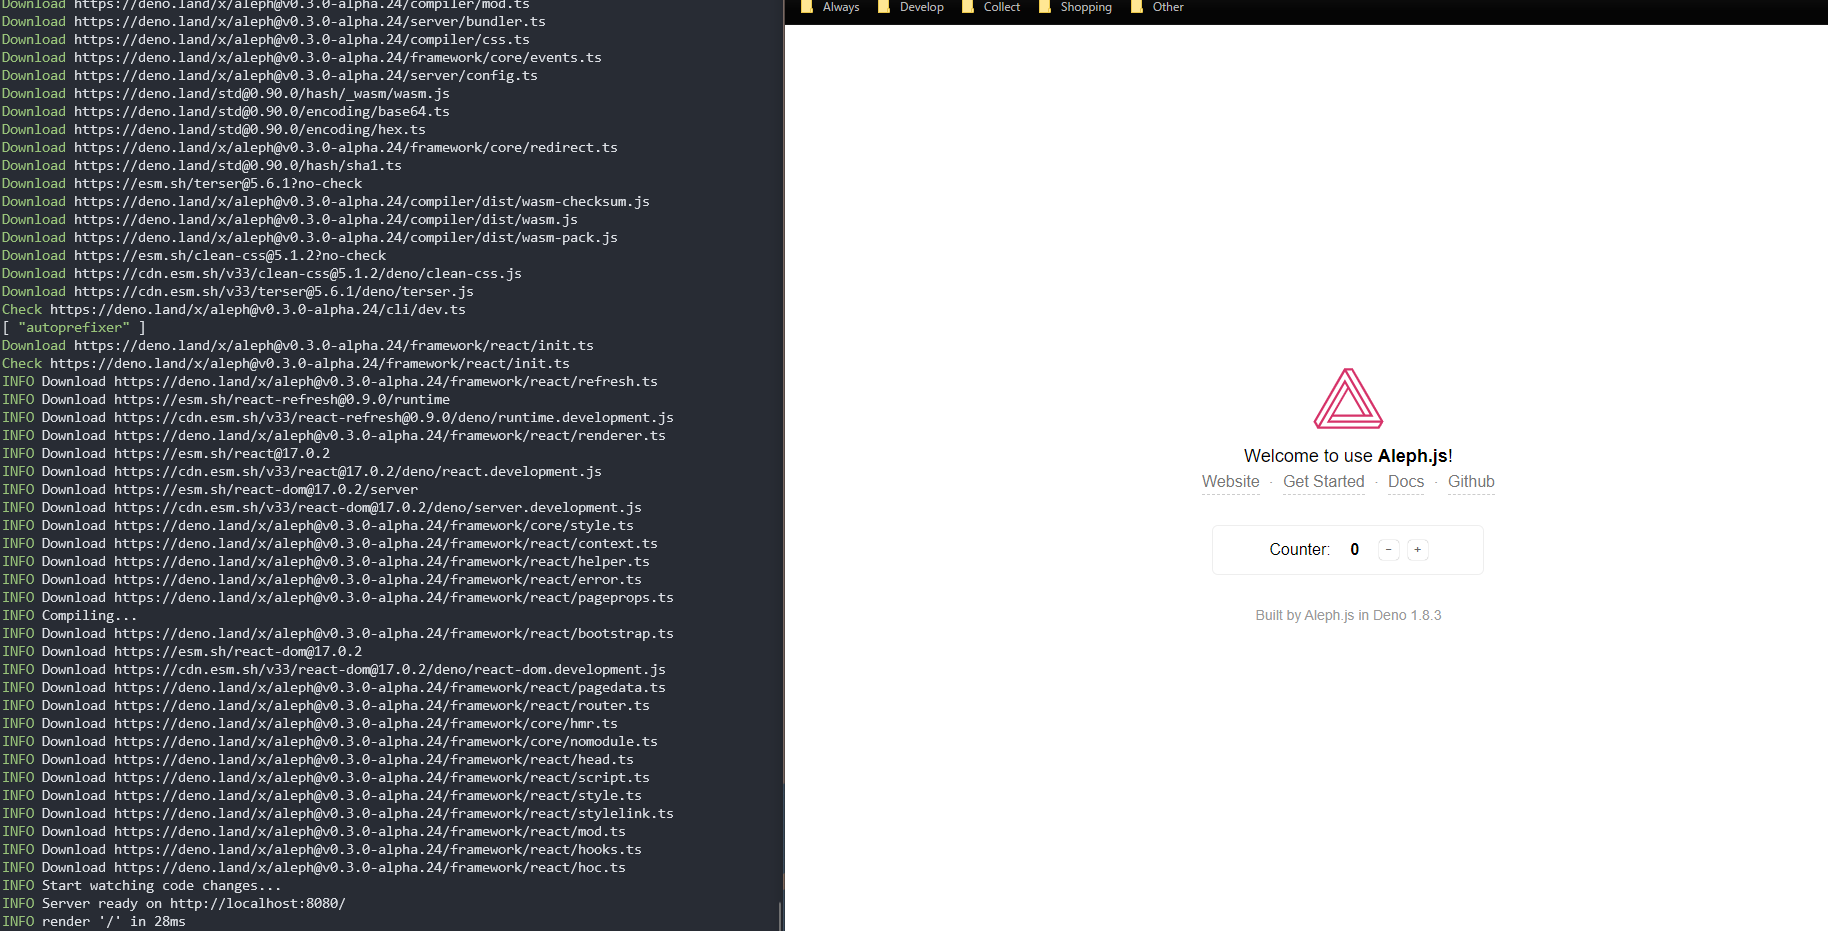 Download https://deno.land/x/aleph@v0.3.0-alpha.24/compiler/mod.ts
Download https://deno.land/x/aleph@v0.3.0-alpha.24/server/bundler.ts
Download https://deno.land/x/aleph@v0.3.0-alpha.24/compiler/css.ts
Download https://deno.land/x/aleph@v0.3.0-alpha.24/framework/core/events.ts
Download https://deno.land/x/aleph@v0.3.0-alpha.24/server/config.ts
Download https://deno.land/std@0.90.0/hash/_wasm/wasm.js
Download https://deno.land/std@0.90.0/encoding/base64.ts
Download https://deno.land/std@0.90.0/encoding/hex.ts
Download https://deno.land/x/aleph@v0.3.0-alpha.24/framework/core/redirect.ts
Download https://deno.land/std@0.90.0/hash/sha1.ts
Download https://esm.sh/terser@5.6.1?no-check
Download https://deno.land/x/aleph@v0.3.0-alpha.24/compiler/dist/wasm-checksum.js
Download https://deno.land/x/aleph@v0.3.0-alpha.24/compiler/dist/wasm.js
Download https://deno.land/x/aleph@v0.3.0-alpha.24/compiler/dist/wasm-pack.js
Download https://esm.sh/clean-css@5.1.2?no-check
Download https://cdn.esm.sh/v33/clean-css@5.1.2/deno/clean-css.js
Download https://cdn.esm.sh/v33/terser@5.6.1/deno/terser.js
Check https://deno.land/x/aleph@v0.3.0-alpha.24/cli/dev.ts
[ "autoprefixer" ]
Download https://deno.land/x/aleph@v0.3.0-alpha.24/framework/react/init.ts
Check https://deno.land/x/aleph@v0.3.0-alpha.24/framework/react/init.ts
INFO Download https://deno.land/x/aleph@v0.3.0-alpha.24/framework/react/refresh.ts
INFO Download https://esm.sh/react-refresh@0.9.0/runtime
INFO Download https://cdn.esm.sh/v33/react-refresh@0.9.0/deno/runtime.development.js
INFO Download https://deno.land/x/aleph@v0.3.0-alpha.24/framework/react/renderer.ts
INFO Download https://esm.sh/react@17.0.2
INFO Download https://cdn.esm.sh/v33/react@17.0.2/deno/react.development.js
INFO Download https://esm.sh/react-dom@17.0.2/server
INFO Download https://cdn.esm.sh/v33/react-dom@17.0.2/deno/server.development.js
INFO Download https://deno.land/x/aleph@v0.3.0-alpha.24/framework/core/style.ts
INFO Download https://deno.land/x/aleph@v0.3.0-alpha.24/framework/react/context.ts
INFO Download https://deno.land/x/aleph@v0.3.0-alpha.24/framework/react/helper.ts
INFO Download https://deno.land/x/aleph@v0.3.0-alpha.24/framework/react/error.ts
INFO Download https://deno.land/x/aleph@v0.3.0-alpha.24/framework/react/pageprops.ts
INFO Compiling...
INFO Download https://deno.land/x/aleph@v0.3.0-alpha.24/framework/react/bootstrap.ts
INFO Download https://esm.sh/react-dom@17.0.2
INFO Download https://cdn.esm.sh/v33/react-dom@17.0.2/deno/react-dom.development.js
INFO Download https://deno.land/x/aleph@v0.3.0-alpha.24/framework/react/pagedata.ts
INFO Download https://deno.land/x/aleph@v0.3.0-alpha.24/framework/react/router.ts
INFO Download https://deno.land/x/aleph@v0.3.0-alpha.24/framework/core/hmr.ts
INFO Download https://deno.land/x/aleph@v0.3.0-alpha.24/framework/core/nomodule.ts
INFO Download https://deno.land/x/aleph@v0.3.0-alpha.24/framework/react/head.ts
INFO Download https://deno.land/x/aleph@v0.3.0-alpha.24/framework/react/script.ts
INFO Download https://deno.land/x/aleph@v0.3.0-alpha.24/framework/react/style.ts
INFO Download https://deno.land/x/aleph@v0.3.0-alpha.24/framework/react/stylelink.ts
INFO Download https://deno.land/x/aleph@v0.3.0-alpha.24/framework/react/mod.ts
INFO Download https://deno.land/x/aleph@v0.3.0-alpha.24/framework/react/hooks.ts
INFO Download https://deno.land/x/aleph@v0.3.0-alpha.24/framework/react/hoc.ts
INFO Start watching code changes...
INFO Server ready on http://localhost:8080/
INFO render '/' in 28ms
Always Develop Collect Shopping Other
Welcome to use Aleph.js!
Website · Get Started · Docs · Github
Counter: 0 - +
Built by Aleph.js in Deno 1.8.3